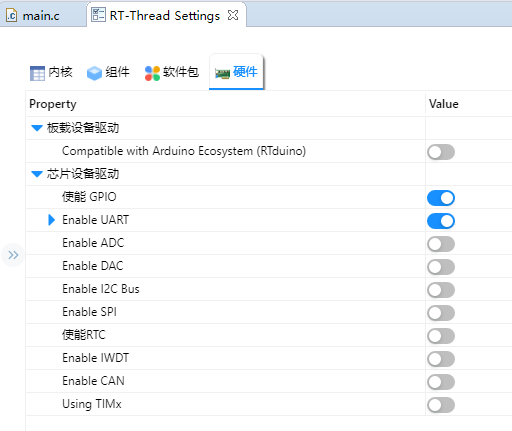 main.c RT-Thread Settings
内核 组件 软件包 硬件
Property Value
板载设备驱动
Compatible with Arduino Ecosystem (RTduino)
芯片设备驱动
使能 GPIO
Enable UART
Enable ADC
Enable DAC
Enable I2C Bus
Enable SPI
使能RTC
Enable IWDT
Enable CAN
Using TIMx